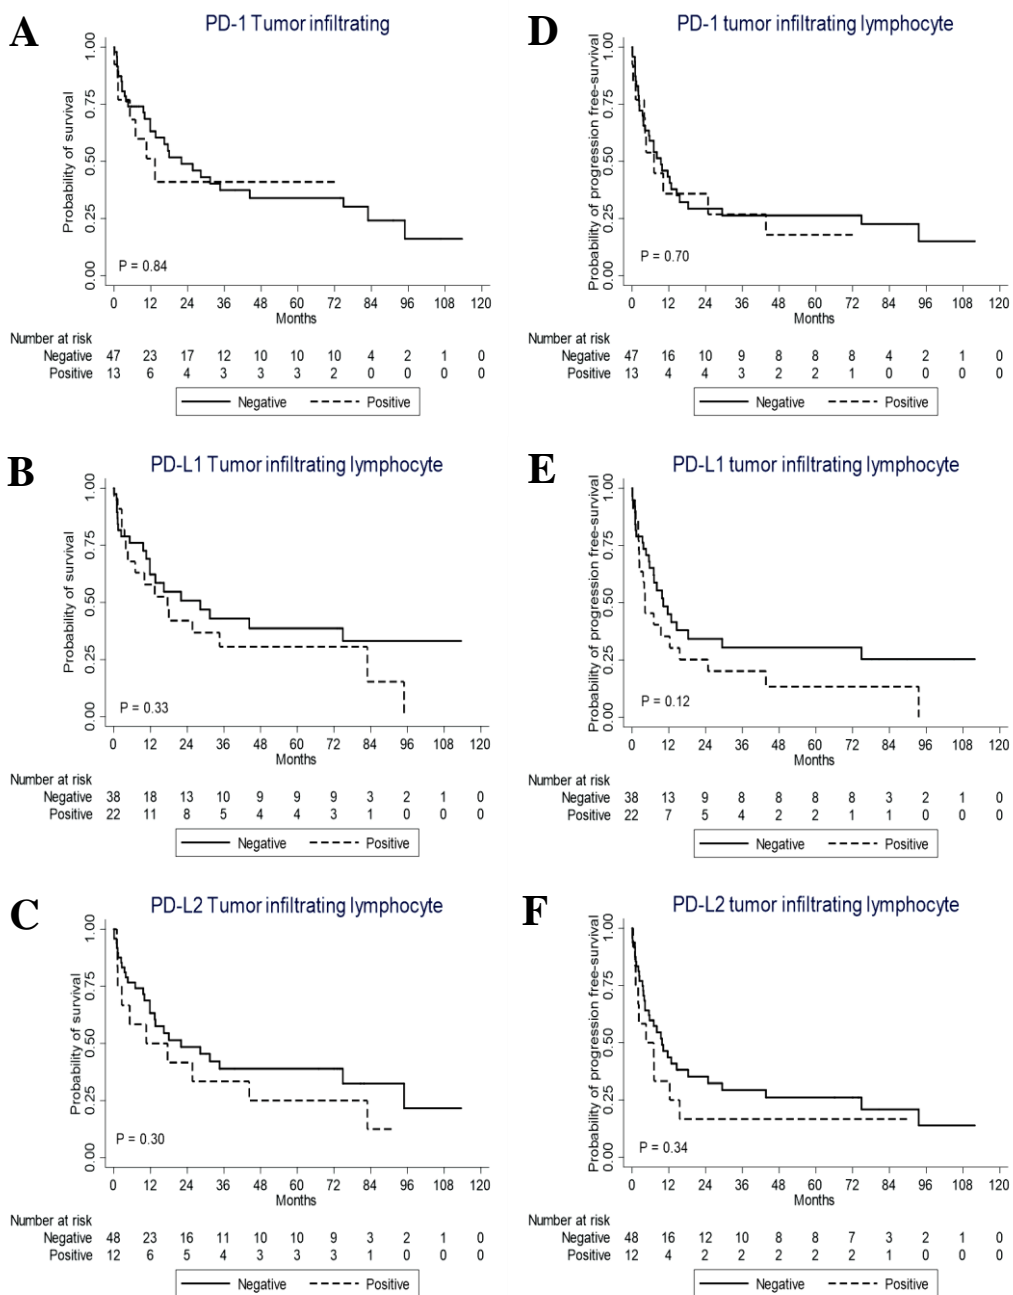 A
PD-1 Tumor infiltrating
Probability of survival
1.00
0.75
0.50
0.25
0.00
P = 0.84
0 12 24 36 48 60 72 84 96 108 120
Months
Number at risk
Negative 47 23 17 12 10 10 10 4 2 1 0
Positive 13 6 4 3 3 3 2 0 0 0 0
Negative Positive
D
PD-1 tumor infiltrating lymphocyte
Probability of progression free-survival
1.00
0.75
0.50
0.25
0.00
P = 0.70
0 12 24 36 48 60 72 84 96 108 120
Months
Number at risk
Negative 47 16 10 9 8 8 8 4 2 1 0
Positive 13 4 4 3 2 2 1 0 0 0 0
Negative Positive
B
PD-L1 Tumor infiltrating lymphocyte
Probability of survival
1.00
0.75
0.50
0.25
0.00
P = 0.33
0 12 24 36 48 60 72 84 96 108 120
Months
Number at risk
Negative 38 18 13 10 9 9 9 3 2 1 0
Positive 22 11 8 5 4 4 3 1 0 0 0
Negative Positive
E
PD-L1 tumor infiltrating lymphocyte
Probability of progression free-survival
1.00
0.75
0.50
0.25
0.00
P = 0.12
0 12 24 36 48 60 72 84 96 108 120
Months
Number at risk
Negative 38 13 9 8 8 8 8 3 2 1 0
Positive 22 7 5 4 2 2 1 1 0 0 0
Negative Positive
C
PD-L2 Tumor infiltrating lymphocyte
Probability of survival
1.00
0.75
0.50
0.25
0.00
P = 0.30
0 12 24 36 48 60 72 84 96 108 120
Months
Number at risk
Negative 48 23 16 11 10 10 9 3 2 1 0
Positive 12 6 5 4 3 3 3 1 0 0 0
Negative Positive
F
PD-L2 tumor infiltrating lymphocyte
Probability of progression free-survival
1.00
0.75
0.50
0.25
0.00
P = 0.34
0 12 24 36 48 60 72 84 96 108 120
Months
Number at risk
Negative 48 16 12 10 8 8 7 3 2 1 0
Positive 12 4 2 2 2 2 2 1 0 0 0
Negative Positive